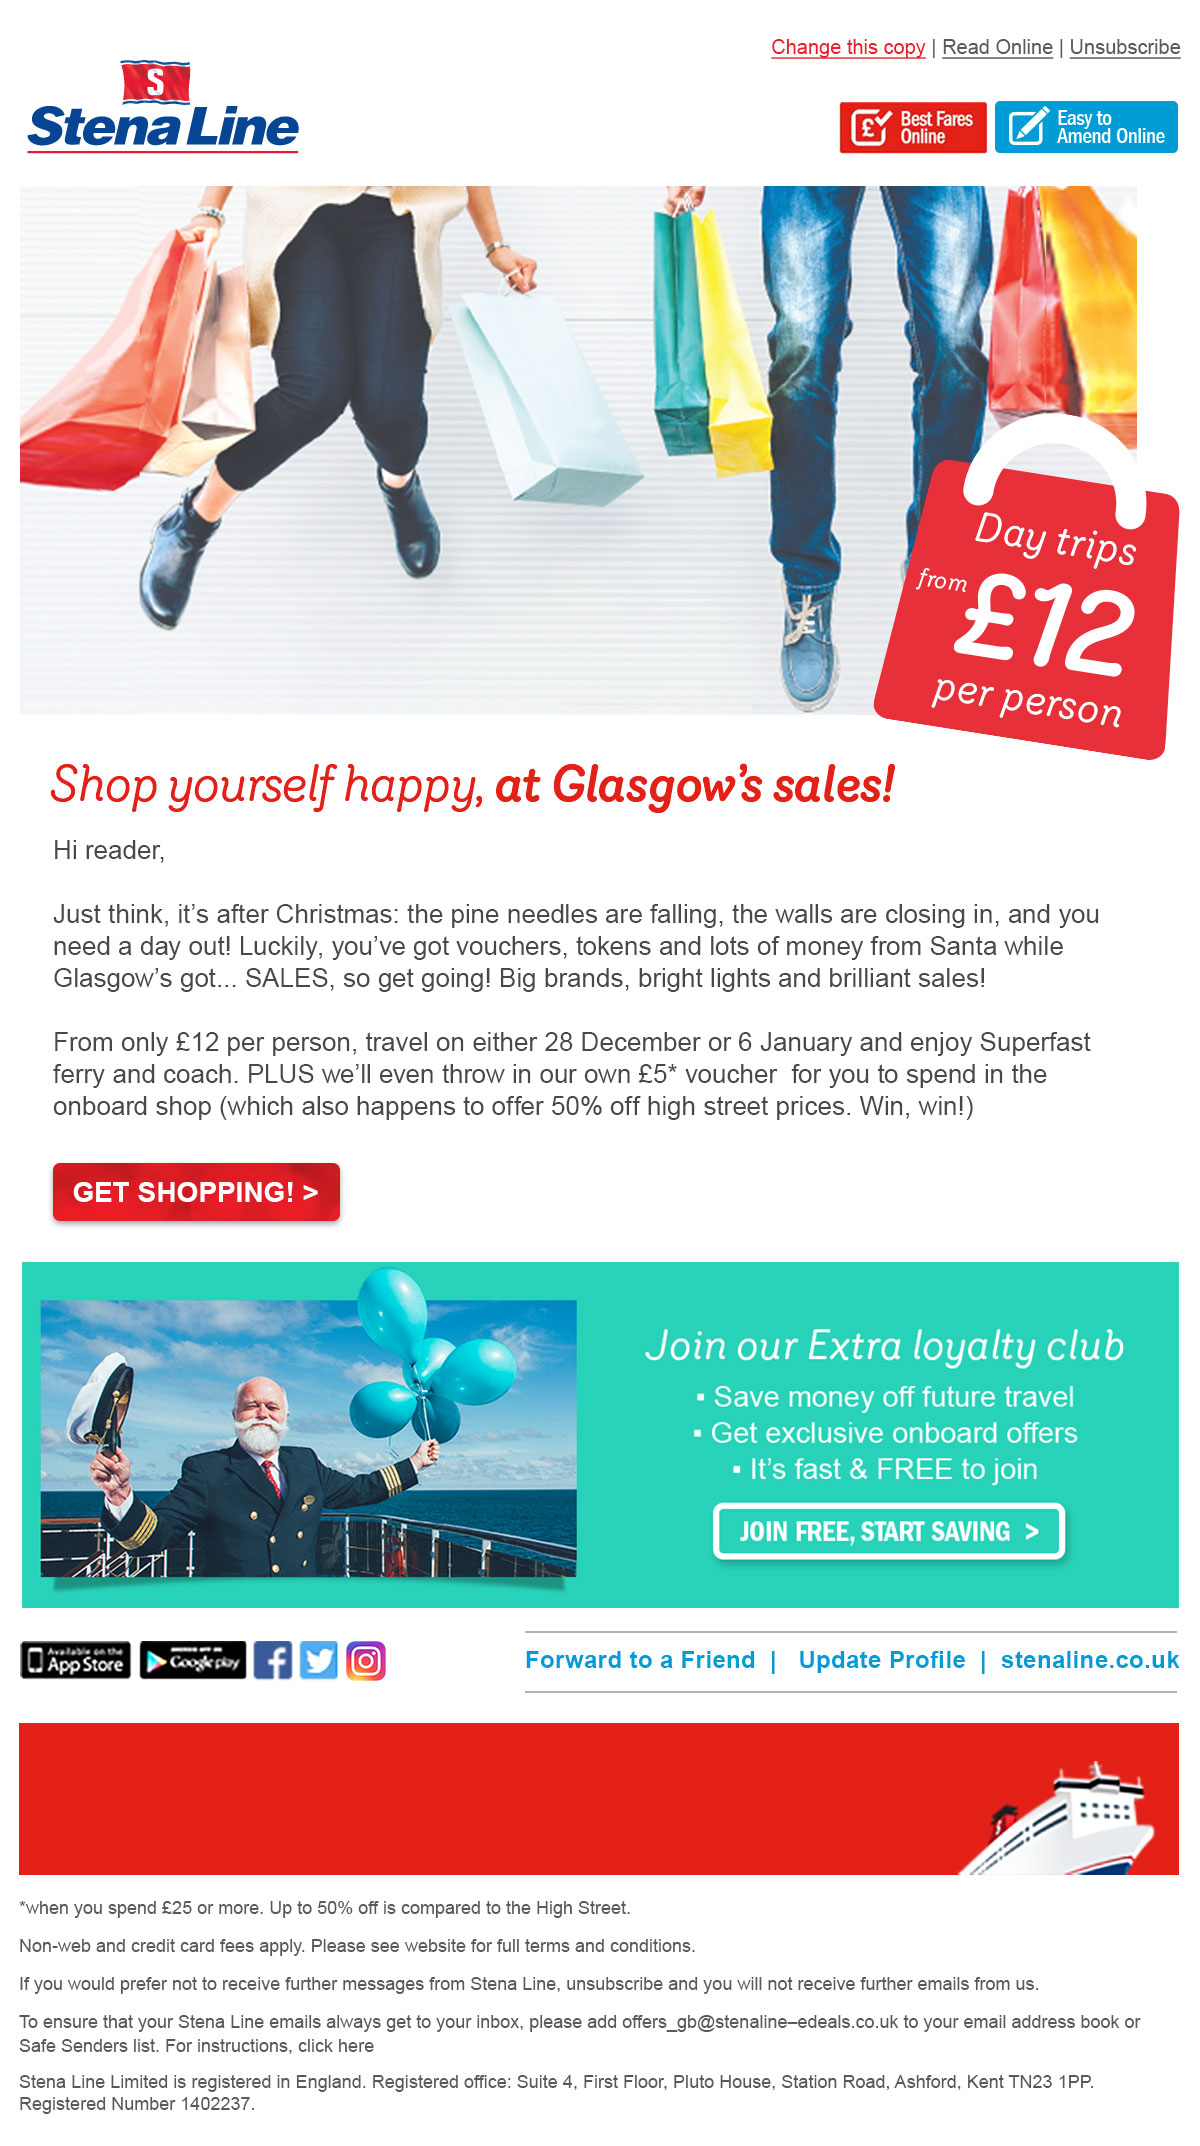 Change this copy | Read Online | Unsubscribe
S
Stena Line
£ Best Fares
Online
Easy to
Amend Online
Day trips
from £12
per person
Shop yourself happy, at Glasgow’s sales!
Hi reader,
Just think, it’s after Christmas: the pine needles are falling, the walls are closing in, and you
need a day out! Luckily, you’ve got vouchers, tokens and lots of money from Santa while
Glasgow’s got... SALES, so get going! Big brands, bright lights and brilliant sales!
From only £12 per person, travel on either 28 December or 6 January and enjoy Superfast
ferry and coach. PLUS we’ll even throw in our own £5* voucher  for you to spend in the
onboard shop (which also happens to offer 50% off high street prices. Win, win!)
GET SHOPPING! >
Join our Extra loyalty club
▪ Save money off future travel
▪ Get exclusive onboard offers
▪ It’s fast & FREE to join
JOIN FREE, START SAVING >
Available on the
App Store
ANDROID APP ON
Google play
Forward to a Friend | Update Profile | stenaline.co.uk
*when you spend £25 or more. Up to 50% off is compared to the High Street.
Non-web and credit card fees apply. Please see website for full terms and conditions.
If you would prefer not to receive further messages from Stena Line, unsubscribe and you will not receive further emails from us.
To ensure that your Stena Line emails always get to your inbox, please add offers_gb@stenaline–edeals.co.uk to your email address book or
Safe Senders list. For instructions, click here
Stena Line Limited is registered in England. Registered office: Suite 4, First Floor, Pluto House, Station Road, Ashford, Kent TN23 1PP.
Registered Number 1402237.